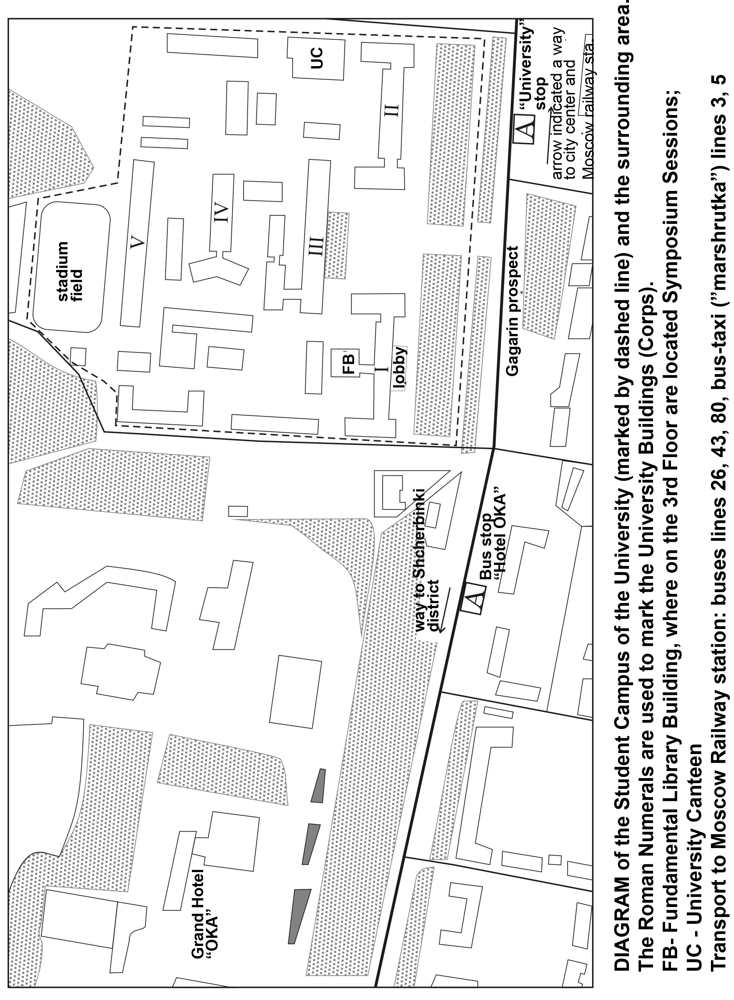 stadium
field
V
IV
UC
II
III
FB
I
lobby
Gagarin prospect
“University”
stop
A
arrow indicated a way
to city center and
Moscow railway sta.
way to Shcherbinki
district
Bus stop
“Hotel OKA”
A
Grand Hotel
“OKA”
DIAGRAM of the Student Campus of the University (marked by dashed line) and the surrounding area.
The Roman Numerals are used to mark the University Buildings (Corps).
FB- Fundamental Library Building, where on the 3rd Floor are located Symposium Sessions;
UC - University Canteen
Transport to Moscow Railway station: buses lines 26, 43, 80, bus-taxi (”marshrutka”) lines 3, 5